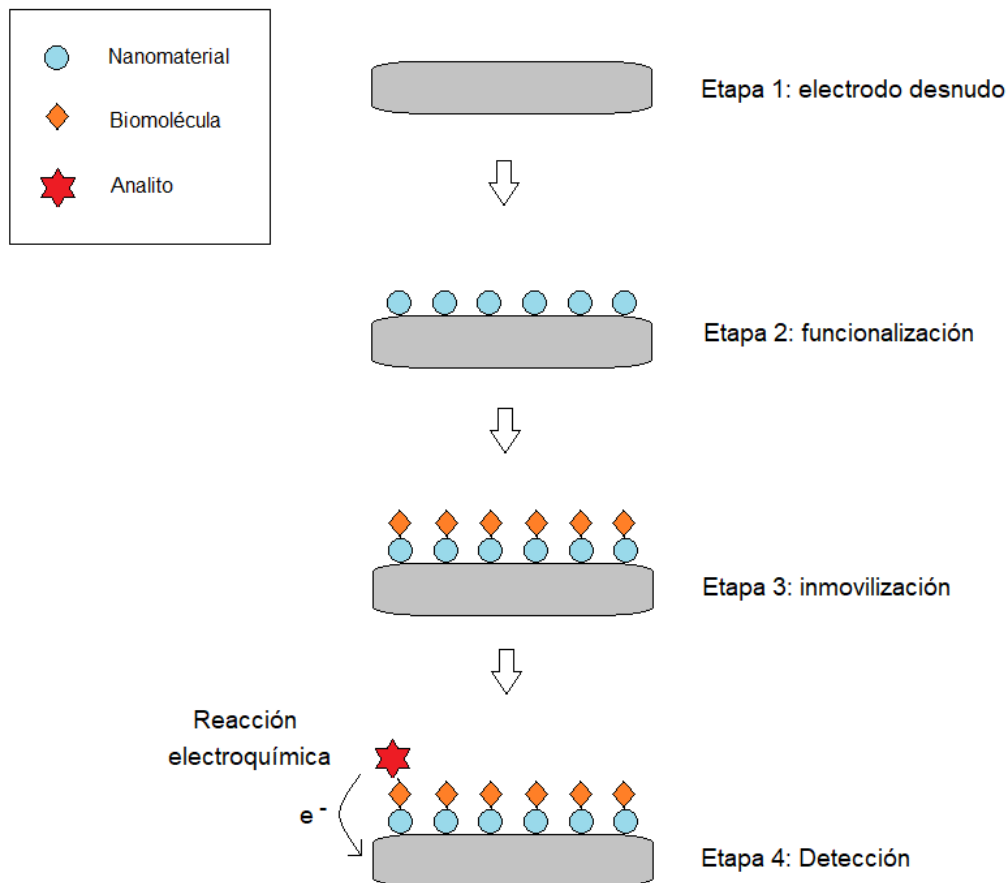 Nanomaterial
Biomolécula
Analito
Etapa 1: electrodo desnudo
Etapa 2: funcionalización
Etapa 3: inmovilización
Reacción
electroquímica
e -
Etapa 4: Detección